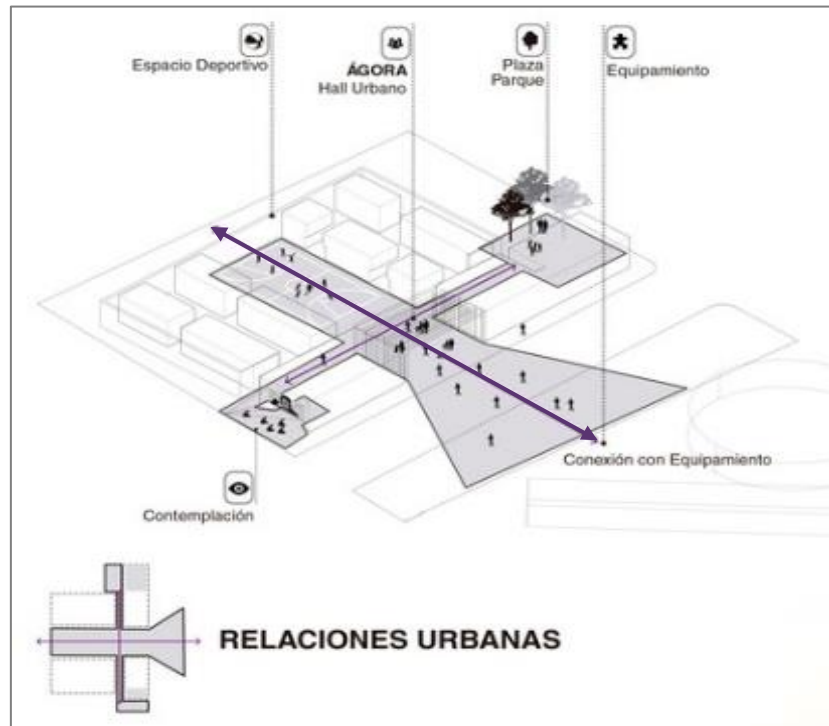 Espacio Deportivo
ÁGORA
Hall Urbano
Plaza
Parque
Equipamiento
Conexión con Equipamiento
Contemplación
RELACIONES URBANAS